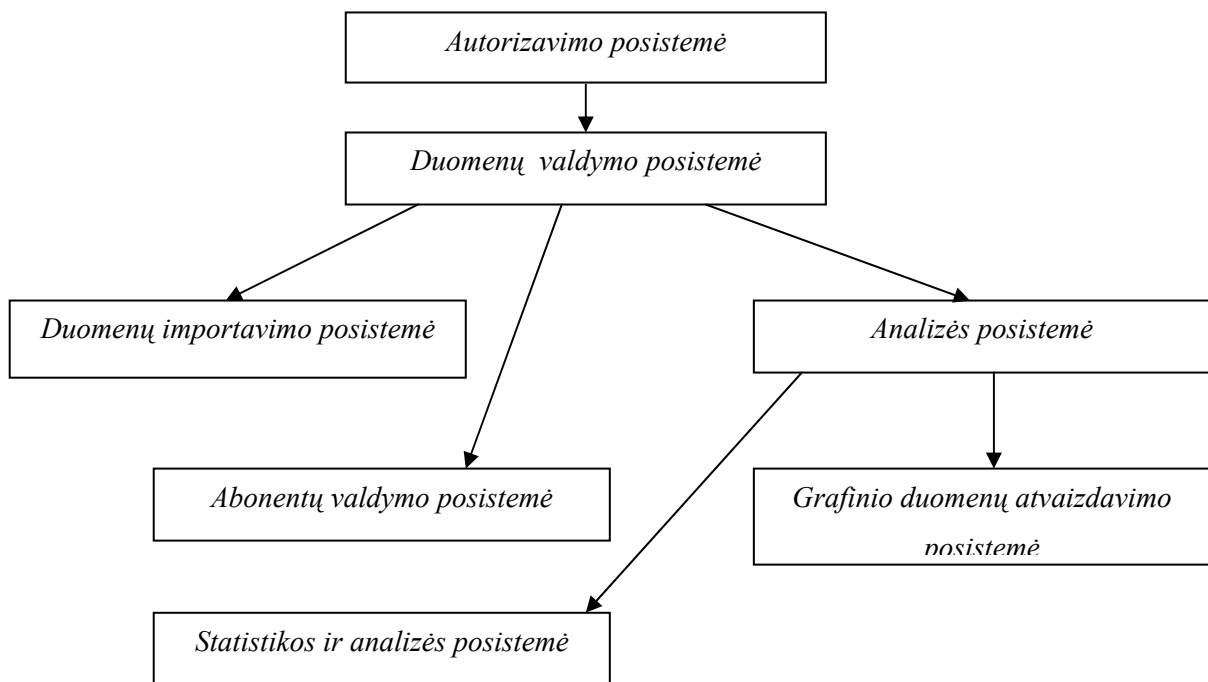 Autorizavimo posistemė
Duomenų valdymo posistemė
Duomenų importavimo posistemė
Analizės posistemė
Abonentų valdymo posistemė
Grafinio duomenų atvaizdavimo
posistemė
Statistikos ir analizės posistemė